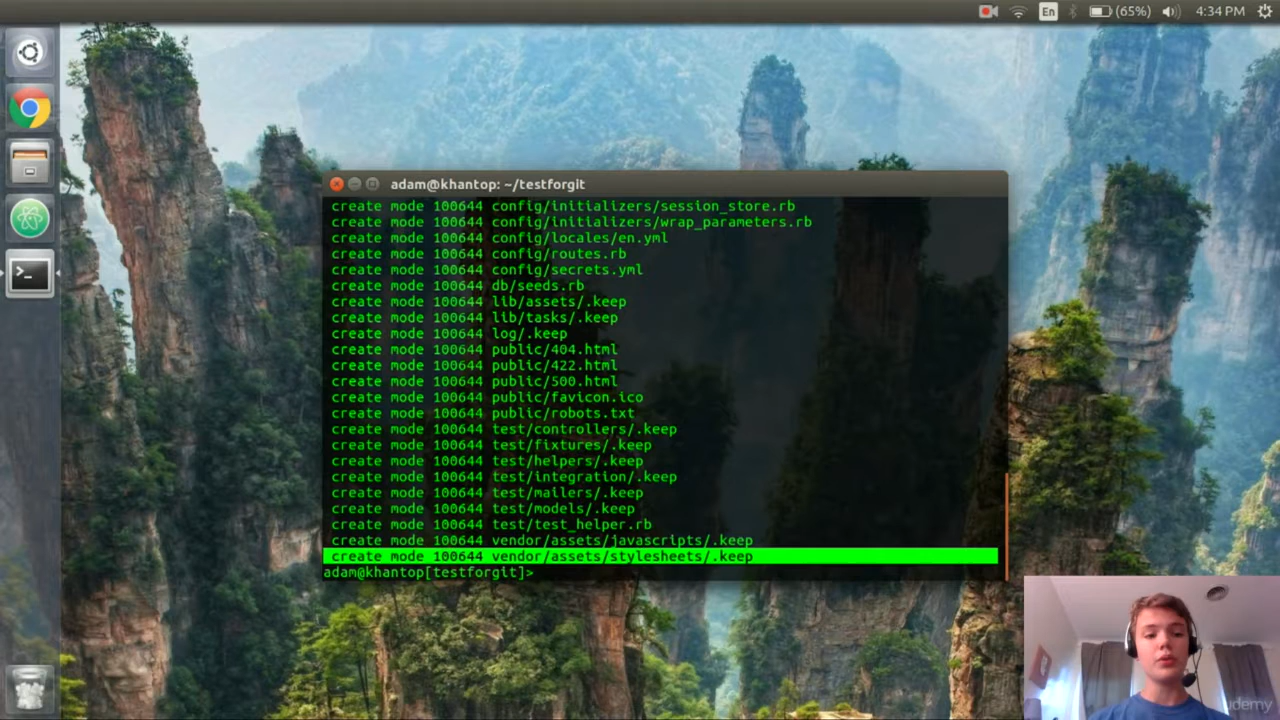 En (65%) 4:34 PM
adam@khantop: ~/testforgit
create mode 100644 config/initializers/session_store.rb
create mode 100644 config/initializers/wrap_parameters.rb
create mode 100644 config/locales/en.yml
create mode 100644 config/routes.rb
create mode 100644 config/secrets.yml
create mode 100644 db/seeds.rb
create mode 100644 lib/assets/.keep
create mode 100644 lib/tasks/.keep
create mode 100644 log/.keep
create mode 100644 public/404.html
create mode 100644 public/422.html
create mode 100644 public/500.html
create mode 100644 public/favicon.ico
create mode 100644 public/robots.txt
create mode 100644 test/controllers/.keep
create mode 100644 test/fixtures/.keep
create mode 100644 test/helpers/.keep
create mode 100644 test/integration/.keep
create mode 100644 test/mailers/.keep
create mode 100644 test/models/.keep
create mode 100644 test/test_helper.rb
create mode 100644 vendor/assets/javascripts/.keep
create mode 100644 vendor/assets/stylesheets/.keep
adam@khantop[testforgit]>
udemy